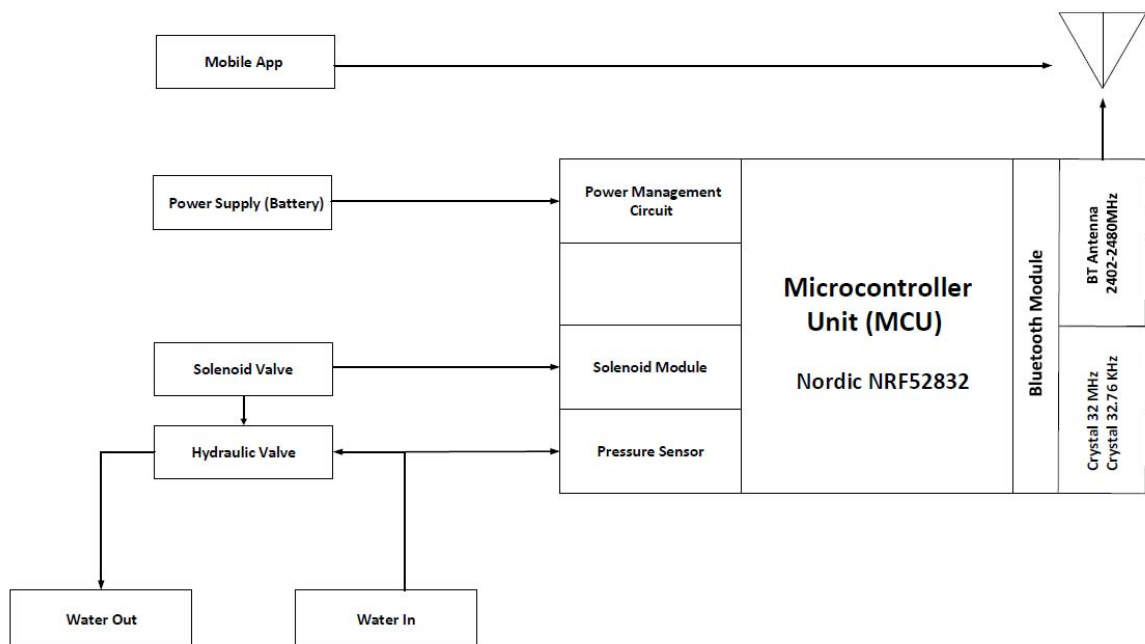 Mobile App
Power Supply (Battery)
Power Management
Circuit
Solenoid Valve
Solenoid Module
Hydraulic Valve
Pressure Sensor
Microcontroller
Unit (MCU)
Nordic NRF52832
Bluetooth Module
BT Antenna
2402-2480MHz
Crystal 32 MHz
Crystal 32.76 KHz
Water Out
Water In